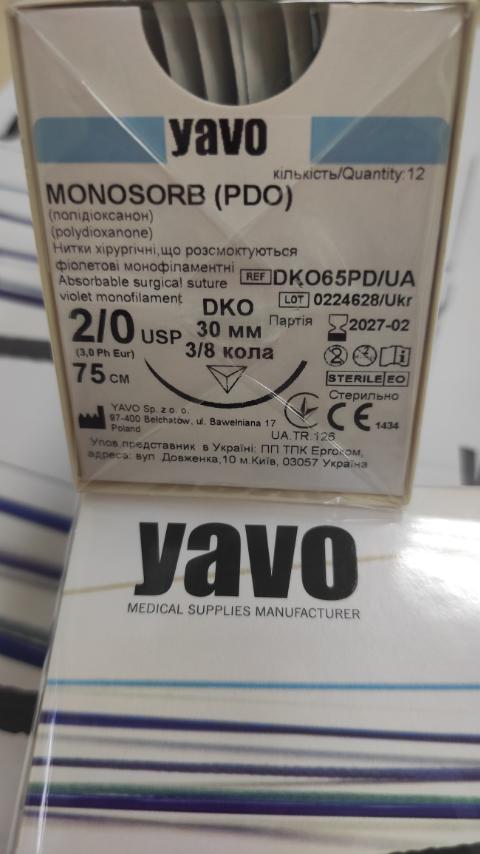 yavo
кількість/Quantity:12
MONOSORB (PDO)
(полідіоксанон)
(polydioxanone)
Нитки хірургічні,що розсмоктуються
фіолетові монофіламентні
Absorbable surgical suture
violet monofilament
REF DKO65PD/UA
LOT 0224628/Ukr
Партія
2027-02
2/0 USP
(3,0 Ph Eur)
75 см
DKO
30 мм
3/8 кола
STERILE EO
Стерильно
YAVO Sp. z o. o.
97-400 Bełchatów, ul. Bawełniana 17
Poland
UA.TR.126
CE 1434
Упов.представник в Україні: ПП ТПК Ергоком,
адреса: вул Довженка,10 м.Київ, 03057 Україна
yavo
MEDICAL SUPPLIES MANUFACTURER